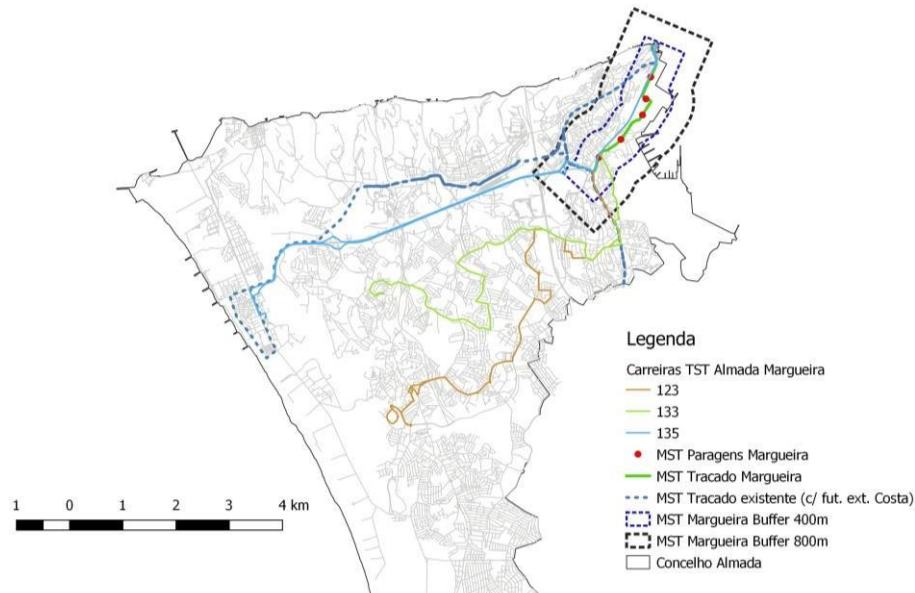 Legenda
Carreiras TST Almada Margueira
123
133
135
MST Paragens Margueira
MST Tracado Margueira
MST Tracado existente (c/ fut. ext. Costa)
MST Margueira Buffer 400m
MST Margueira Buffer 800m
Concelho Almada
1 0 1 2 3 4 km